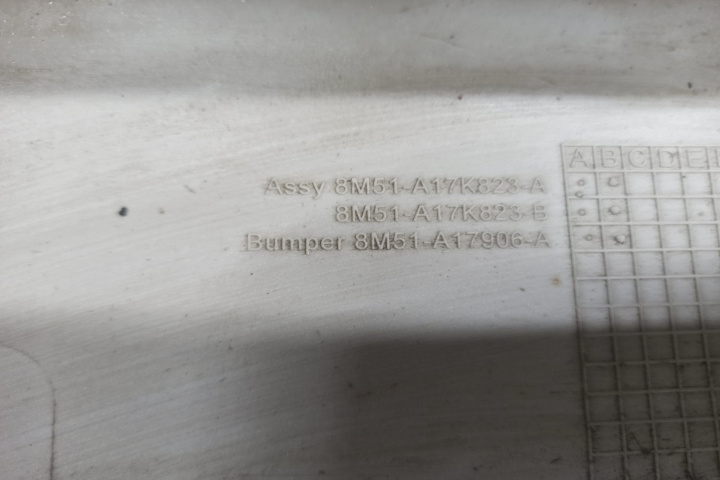 A B C D E
Assy 8M51-A17K823-A
8M51-A17K823-B
Bumper 8M51-A17906-A